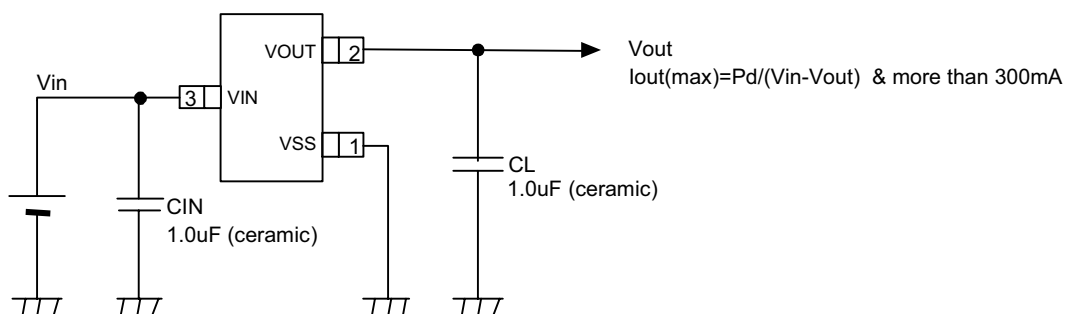 VOUT
2
Vout
Iout(max)=Pd/(Vin-Vout) & more than 300mA
Vin
3
VIN
VSS
1
CL
1.0uF (ceramic)
CIN
1.0uF (ceramic)